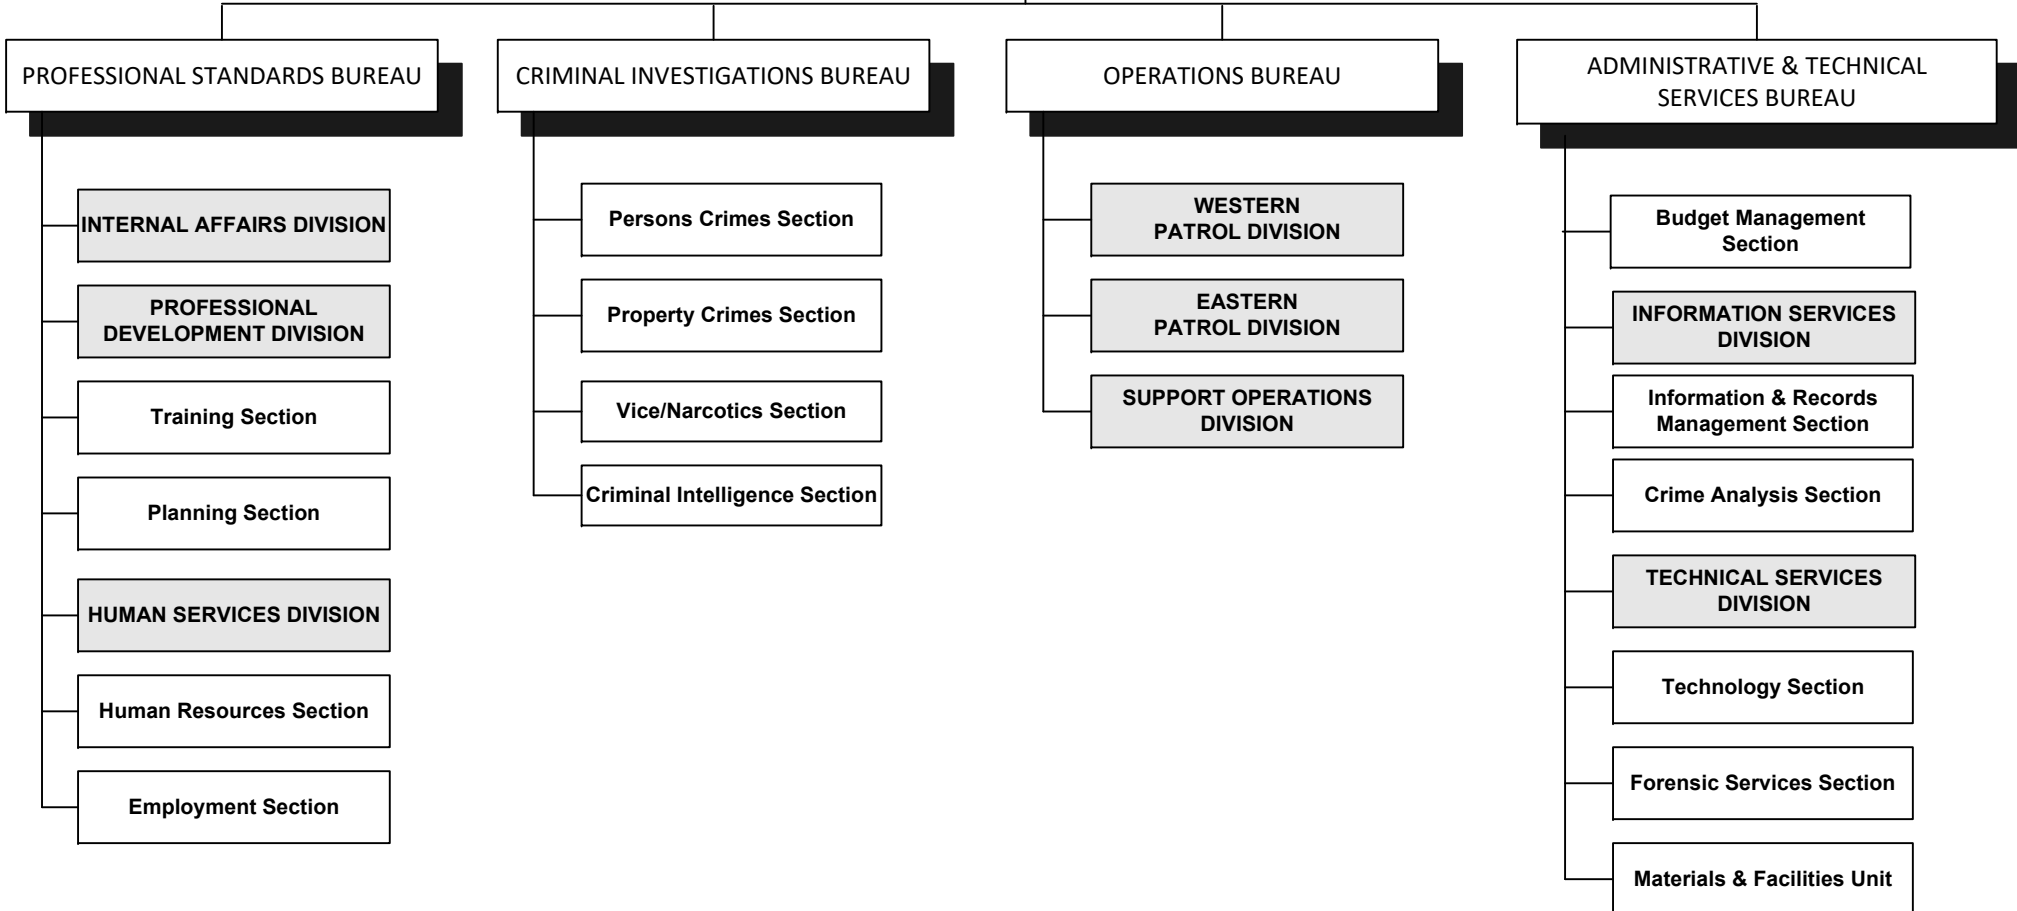 PROFESSIONAL STANDARDS BUREAU
INTERNAL AFFAIRS DIVISION
PROFESSIONAL
DEVELOPMENT DIVISION
Training Section
Planning Section
HUMAN SERVICES DIVISION
Human Resources Section
Employment Section
CRIMINAL INVESTIGATIONS BUREAU
Persons Crimes Section
Property Crimes Section
Vice/Narcotics Section
Criminal Intelligence Section
OPERATIONS BUREAU
WESTERN
PATROL DIVISION
EASTERN
PATROL DIVISION
SUPPORT OPERATIONS
DIVISION
ADMINISTRATIVE & TECHNICAL
SERVICES BUREAU
Budget Management
Section
INFORMATION SERVICES
DIVISION
Information & Records
Management Section
Crime Analysis Section
TECHNICAL SERVICES
DIVISION
Technology Section
Forensic Services Section
Materials & Facilities Unit